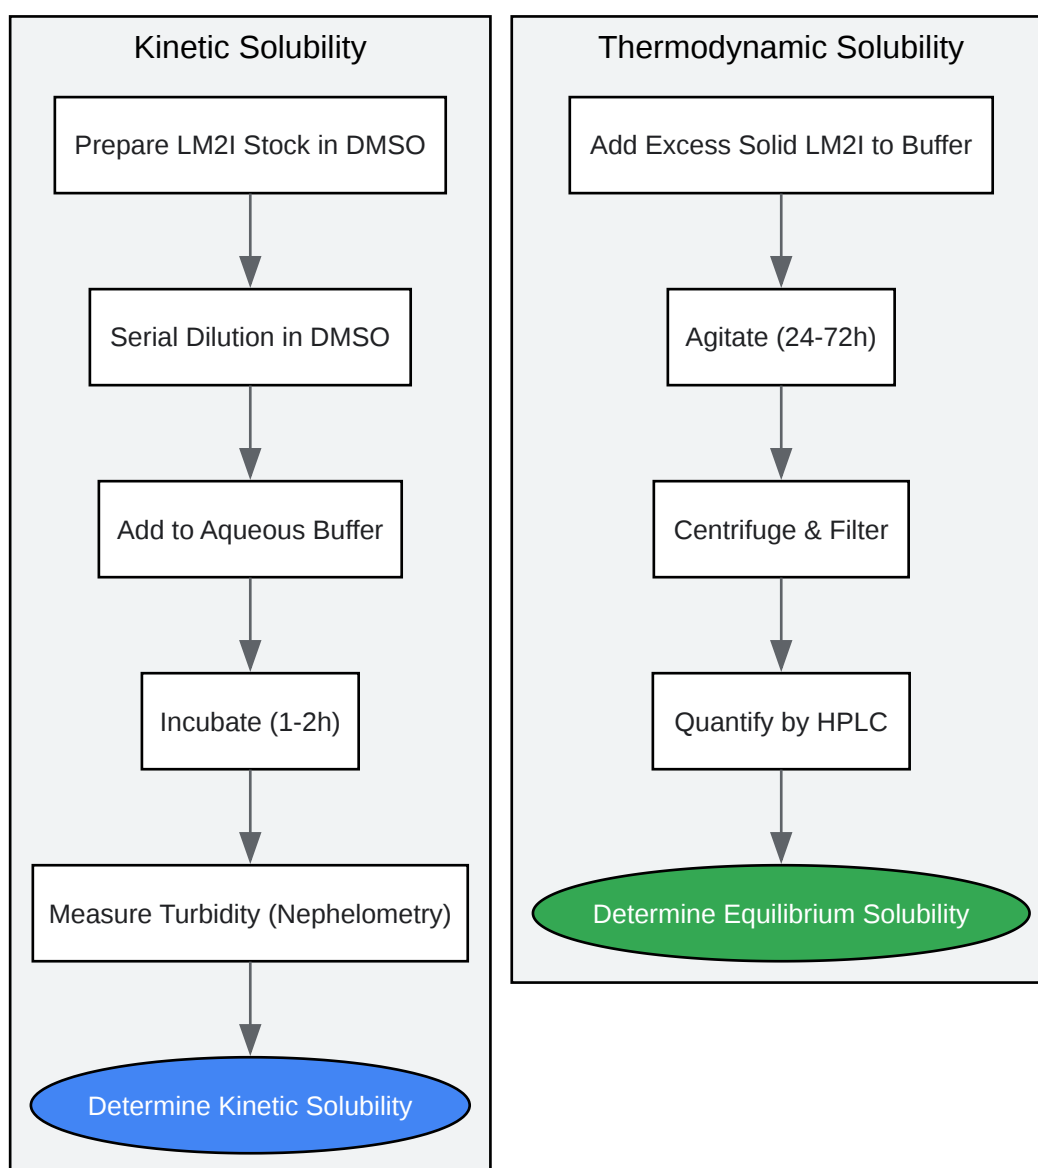 Kinetic Solubility
Prepare LM2I Stock in DMSO
Serial Dilution in DMSO
Add to Aqueous Buffer
Incubate (1-2h)
Measure Turbidity (Nephelometry)
Determine Kinetic Solubility
Thermodynamic Solubility
Add Excess Solid LM2I to Buffer
Agitate (24-72h)
Centrifuge & Filter
Quantify by HPLC
Determine Equilibrium Solubility